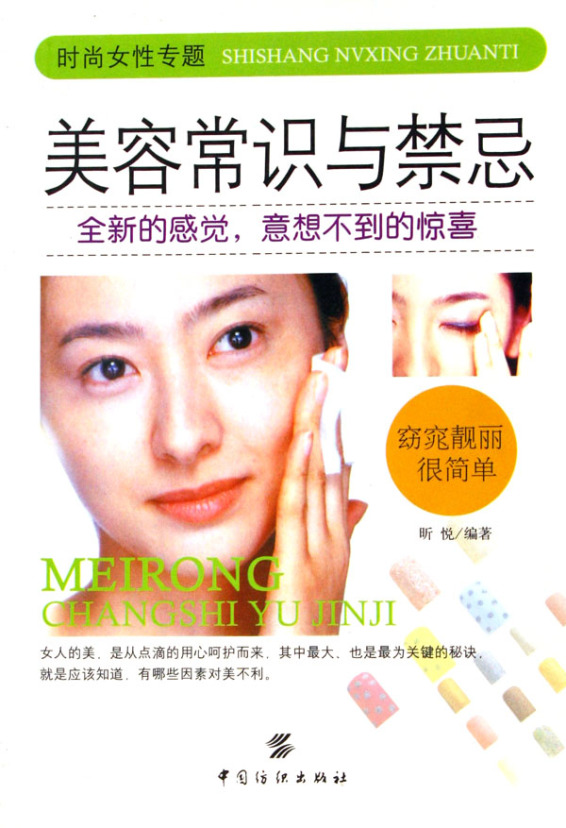 时尚女性专题 SHISHANG NVXING ZHUANTI
美容常识与禁忌
全新的感觉，意想不到的惊喜
窈窕靓丽
很简单
昕 悦/编著
MEIRONG
CHANGSHI YU JINJI
女人的美，是从点滴的用心呵护而来，其中最大、也是最为关键的秘诀，
就是应该知道，有哪些因素对美不利。
中国纺织出版社